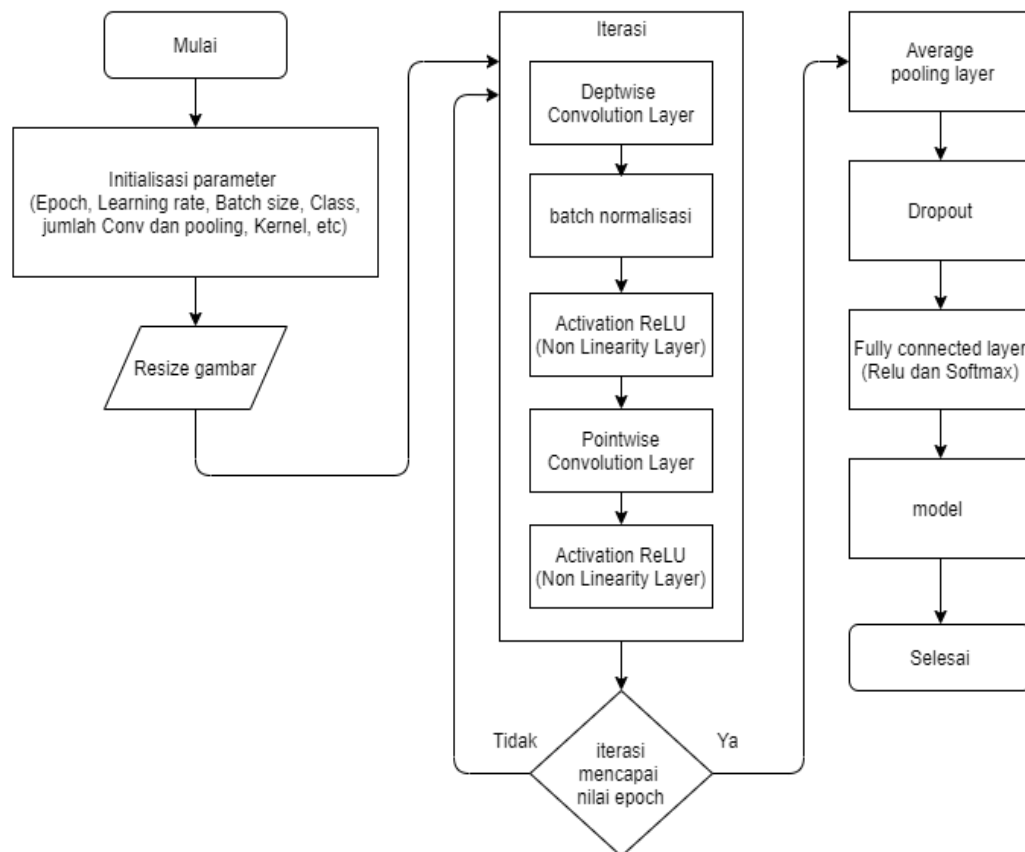 Mulai
Initialisasi parameter
(Epoch, Learning rate, Batch size, Class,
jumlah Conv dan pooling, Kernel, etc)
Resize gambar
Iterasi
Deptwise
Convolution Layer
batch normalisasi
Activation ReLU
(Non Linearity Layer)
Pointwise
Convolution Layer
Activation ReLU
(Non Linearity Layer)
Tidak
iterasi
mencapai
nilai epoch
Ya
Average
pooling layer
Dropout
Fully connected layer
(Relu dan Softmax)
model
Selesai